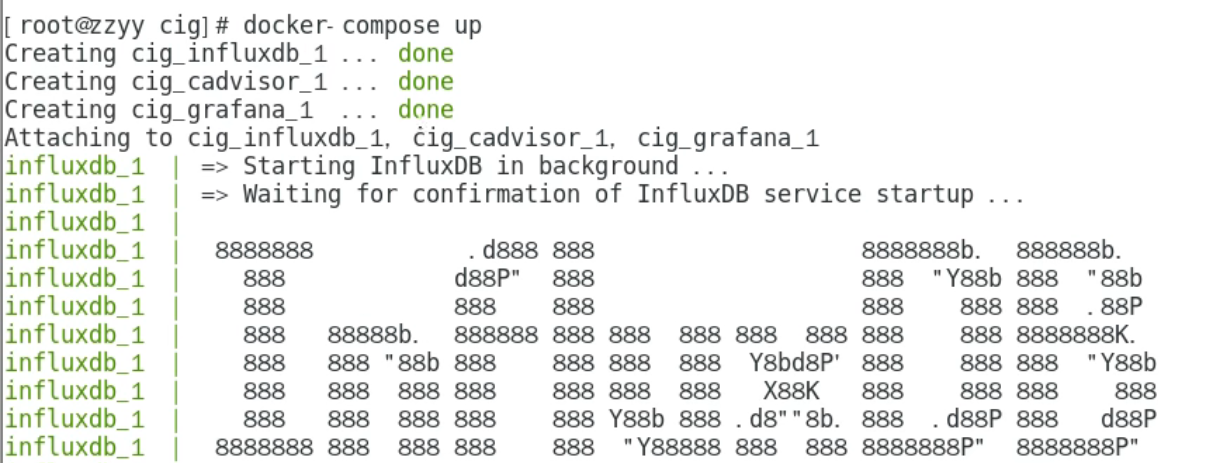 [root@zzyy cig]# docker-compose up
Creating cig_influxdb_1 ... done
Creating cig_cadvisor_1 ... done
Creating cig_grafana_1  ... done
Attaching to cig_influxdb_1, cig_cadvisor_1, cig_grafana_1
influxdb_1  | => Starting InfluxDB in background ...
influxdb_1  | => Waiting for confirmation of InfluxDB service startup ...
influxdb_1  |
influxdb_1  |  8888888           .d888 888                   8888888b.  888888b.
influxdb_1  |    888            d88P"  888                   888  "Y88b 888  "88b
influxdb_1  |    888            888    888                   888    888 888  .88P
influxdb_1  |    888   88888b.  888888 888 888  888 888  888 888    888 8888888K.
influxdb_1  |    888   888 "88b 888    888 888  888  Y8bd8P' 888    888 888  "Y88b
influxdb_1  |    888   888  888 888    888 888  888   X88K   888    888 888    888
influxdb_1  |    888   888  888 888    888 Y88b 888 .d8""8b. 888  .d88P 888   d88P
influxdb_1  |  8888888 888  888 888    888  "Y88888 888  888 8888888P"  8888888P"